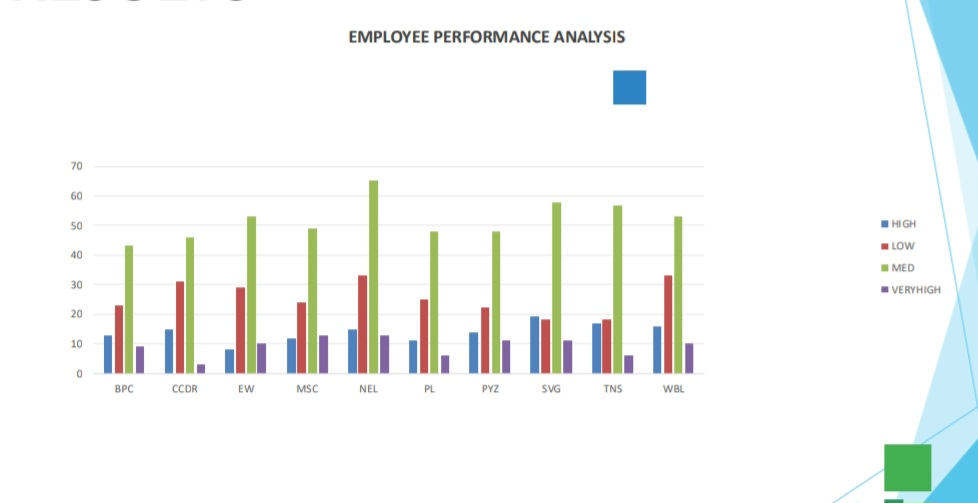 EMPLOYEE PERFORMANCE ANALYSIS
70
60
50
40
30
20
10
0
BPC CCDR EW MSC NEL PL PYZ SVG TNS WBL
HIGH
LOW
MED
VERYHIGH